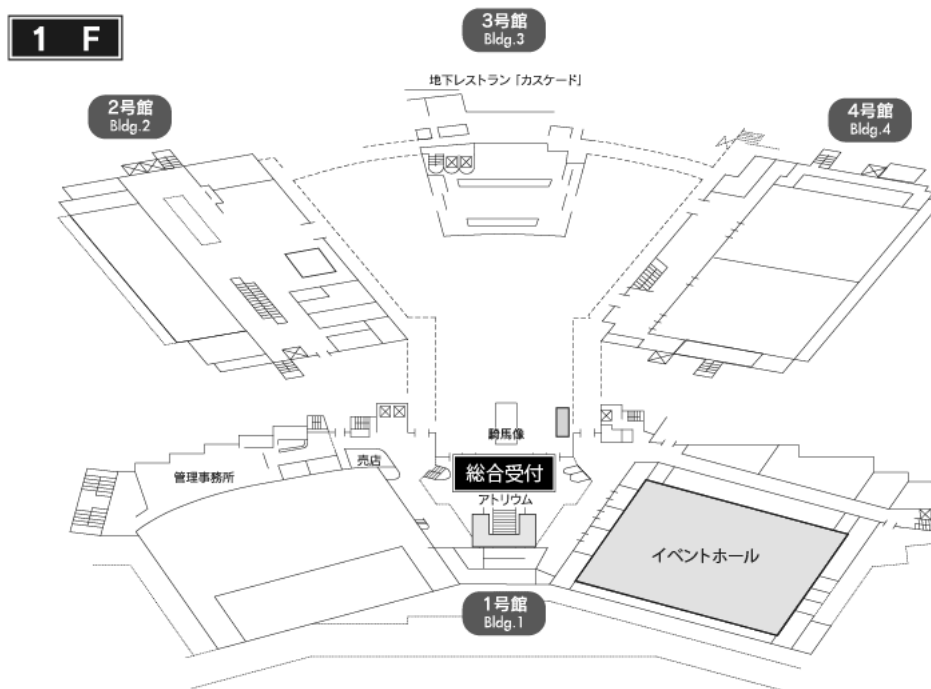 1 F
3号館
Bldg.3
地下レストラン「カスケード」
2号館
Bldg.2
4号館
Bldg.4
騎馬像
売店
管理事務所
総合受付
アトリウム
イベントホール
1号館
Bldg.1